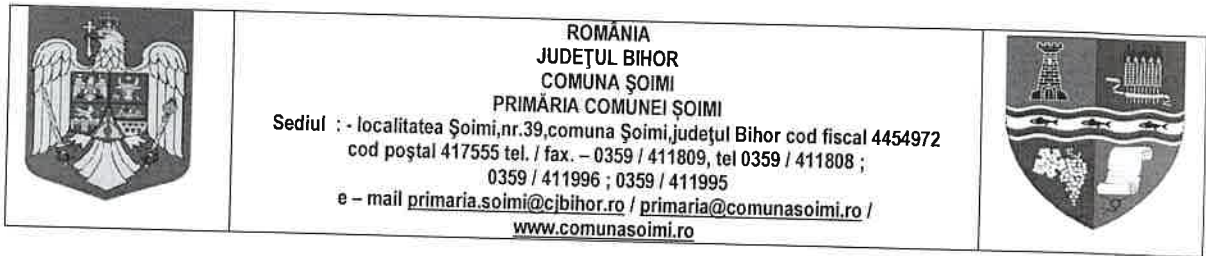 ROMÂNIA
JUDEŢUL BIHOR
COMUNA ŞOIMI
PRIMĂRIA COMUNEI ŞOIMI
Sediul : - localitatea Şoimi,nr.39,comuna Şoimi,judeţul Bihor cod fiscal 4454972
cod poştal 417555 tel. / fax. – 0359 / 411809, tel 0359 / 411808 ;
0359 / 411996 ; 0359 / 411995
e – mail primaria.soimi@cjbihor.ro / primaria@comunasoimi.ro /
www.comunasoimi.ro